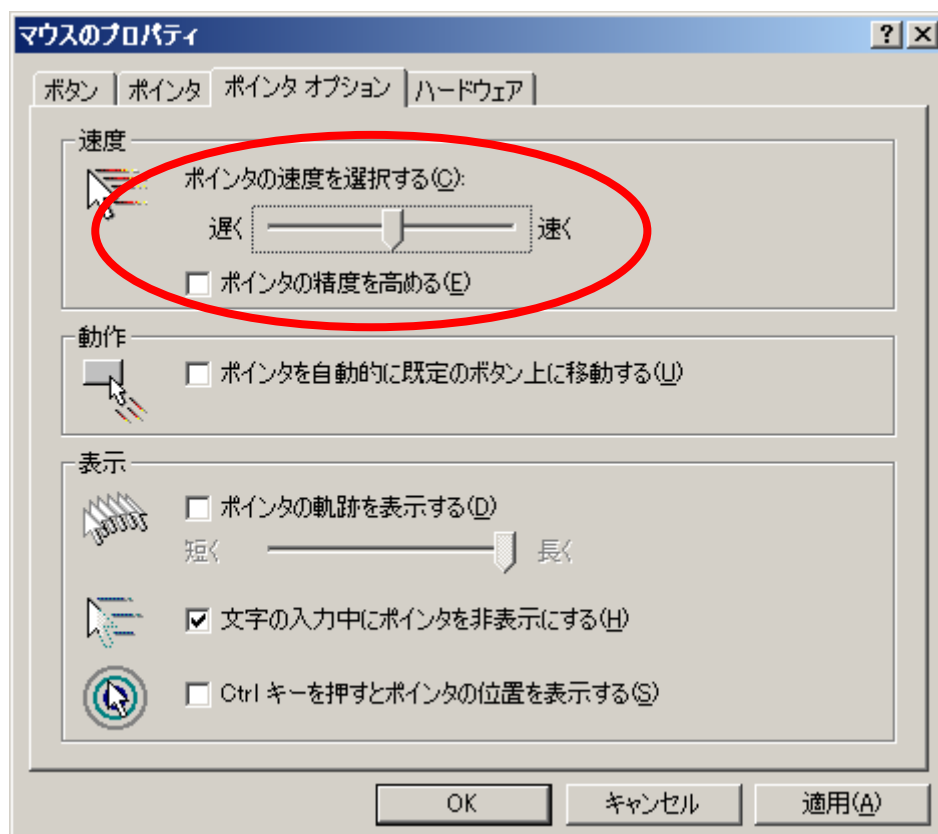 マウスのプロパティ
ボタン ポインタ ポインタ オプション ハードウェア
速度
ポインタの速度を選択する(C):
遅く 速く
ポインタの精度を高める(E)
動作
ポインタを自動的に既定のボタン上に移動する(U)
表示
ポインタの軌跡を表示する(D)
短く 長く
文字の入力中にポインタを非表示にする(H)
Ctrl キーを押すとポインタの位置を表示する(S)
OK キャンセル 適用(A)